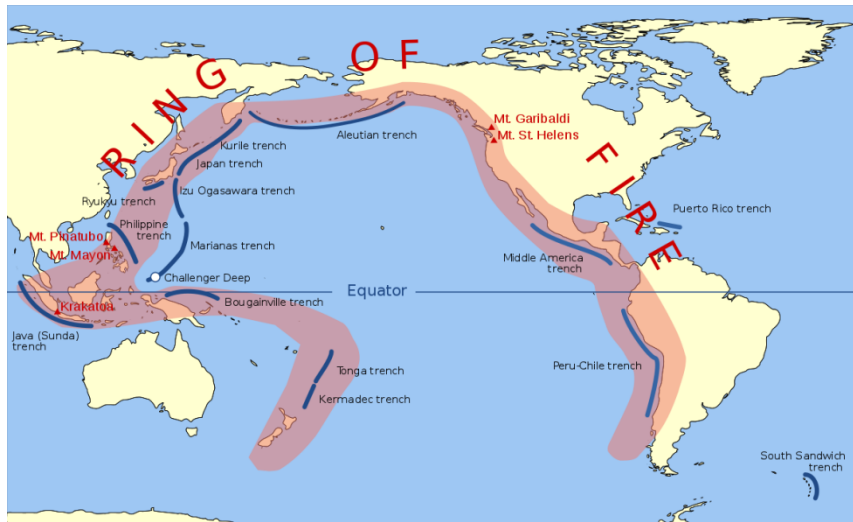 RING OF FIRE
Mt. Garibaldi
Mt. St. Helens
Aleutian trench
Kurile trench
Japan trench
Izu Ogasawara trench
Ryukyu trench
Philippine
trench
Mt. Pinatubo
Mt. Mayon
Marianas trench
Challenger Deep
Puerto Rico trench
Middle America
trench
Equator
Bougainville trench
Krakatoa
Java (Sunda)
trench
Tonga trench
Kermadec trench
Peru-Chile trench
South Sandwich
trench